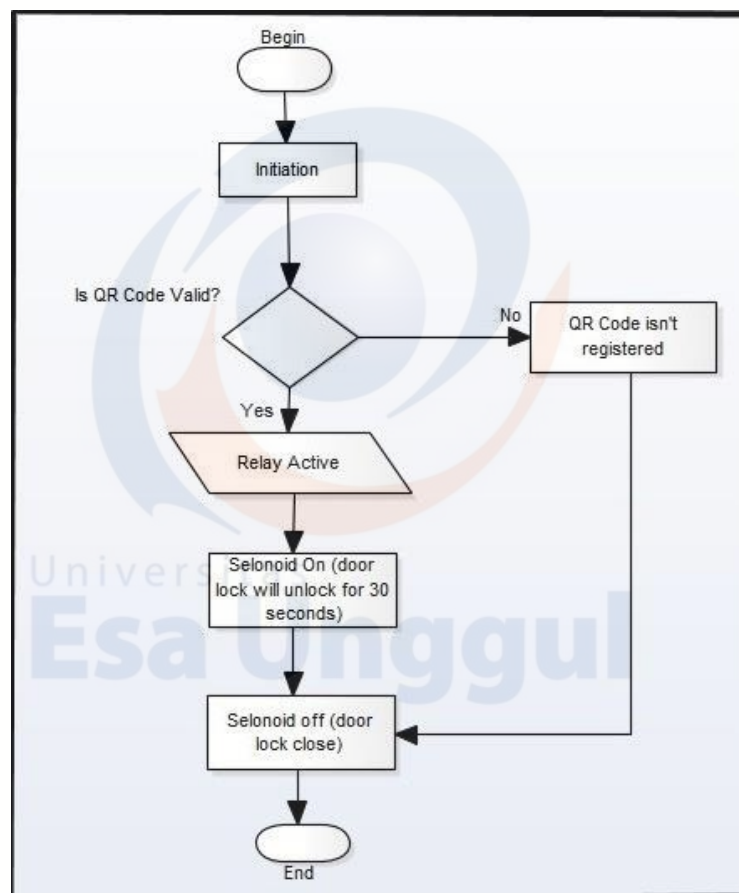 Begin
Initiation
Is QR Code Valid?
No
QR Code isn't
registered
Yes
Relay Active
Selonoid On (door
lock will unlock for 30
seconds)
Universitas
Esa Unggul
Selonoid off (door
lock close)
End